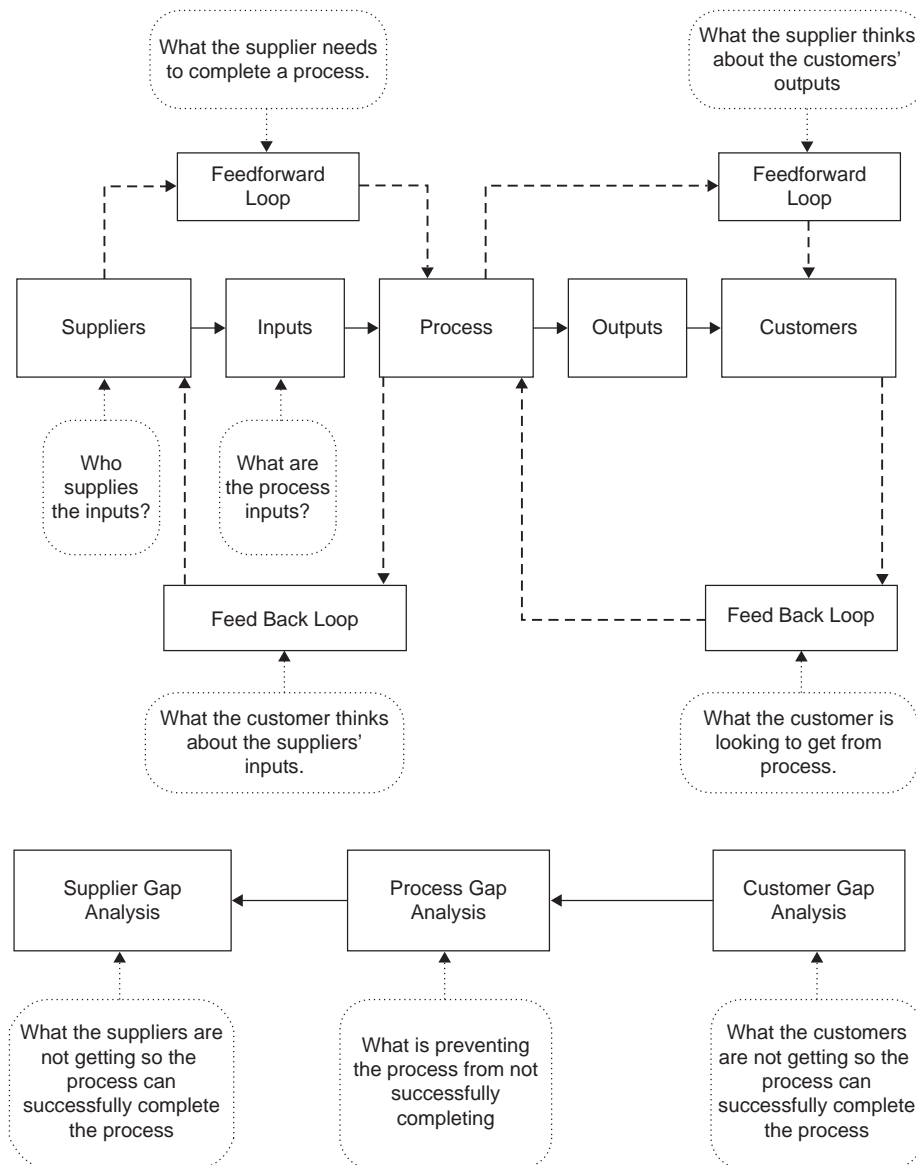 What the supplier needs
to complete a process.
What the supplier thinks
about the customers’
outputs
Feedforward
Loop
Feedforward
Loop
Suppliers
Inputs
Process
Outputs
Customers
Who
supplies
the inputs?
What are
the process
inputs?
Feed Back Loop
Feed Back Loop
What the customer thinks
about the suppliers’
inputs.
What the customer is
looking to get from
process.
Supplier Gap
Analysis
Process Gap
Analysis
Customer Gap
Analysis
What the suppliers are
not getting so the
process can
successfully complete
the process
What is preventing
the process from not
successfully
completing
What the customers
are not getting so the
process can
successfully complete
the process